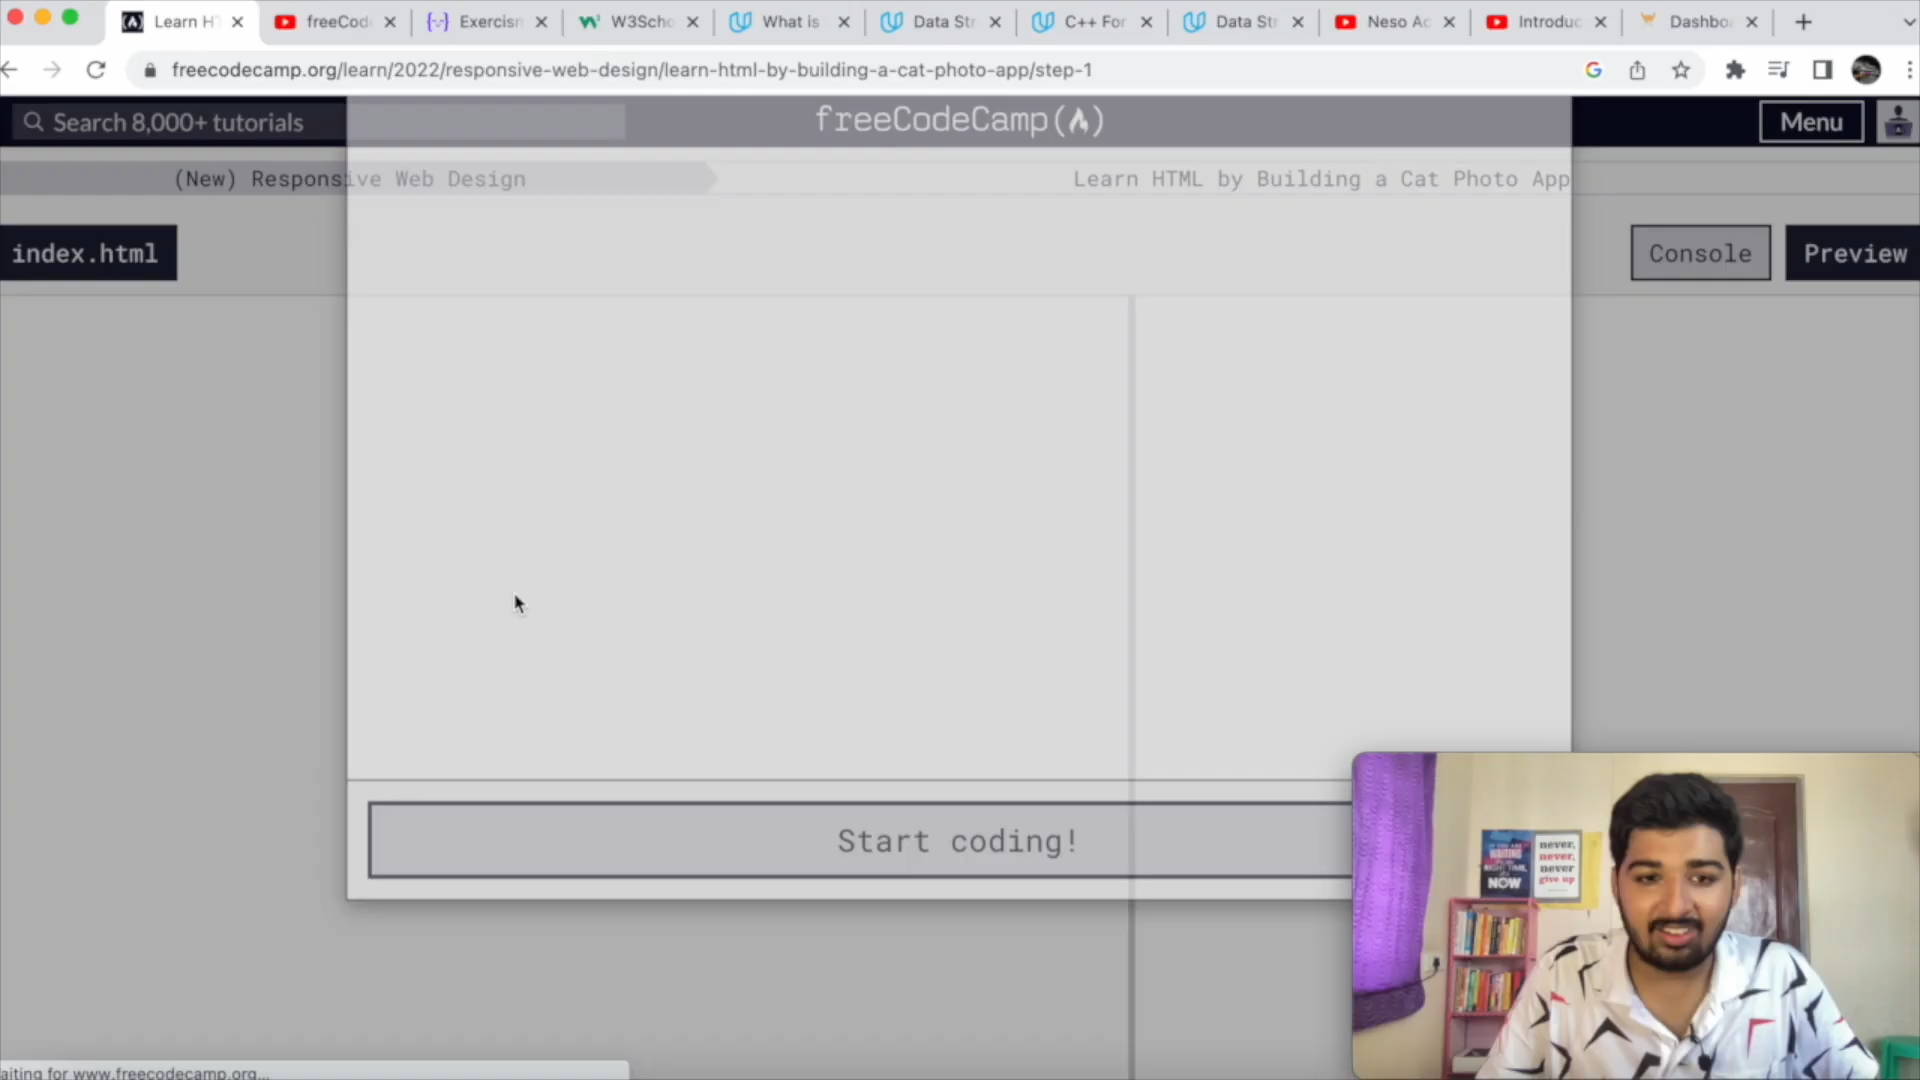 Learn H
freeCod
Exercism
W3Scho
What is
Data Str
C++ For
Data Str
Neso Ac
Introduc
Dashbo
freecodecamp.org/learn/2022/responsive-web-design/learn-html-by-building-a-cat-photo-app/step-1
Search 8,000+ tutorials
freeCodeCamp
Menu
(New) Responsive Web Design
Learn HTML by Building a Cat Photo App
index.html
Console
Preview
Start coding!
WAITING
NOW
never,
never,
never
give up
aiting for www.freecodecamp.org...